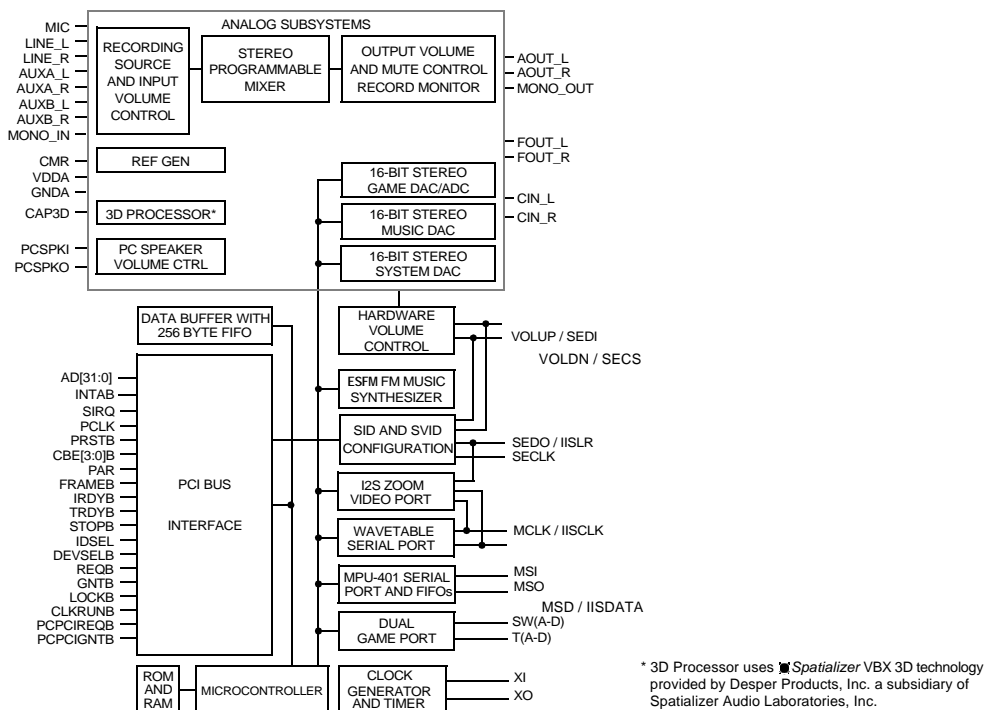 ANALOG SUBSYSTEMS
MIC
LINE_L
LINE_R
AUXA_L
AUXA_R
AUXB_L
AUXB_R
MONO_IN
CMR
VDDA
GNDA
CAP3D
PCSPKI
PCSPKO
RECORDING
SOURCE
AND INPUT
VOLUME
CONTROL
STEREO
PROGRAMMABLE
MIXER
OUTPUT VOLUME
AND MUTE CONTROL
RECORD MONITOR
AOUT_L
AOUT_R
MONO_OUT
FOUT_L
FOUT_R
CIN_L
CIN_R
REF GEN
3D PROCESSOR*
PC SPEAKER
VOLUME CTRL
16-BIT STEREO
GAME DAC/ADC
16-BIT STEREO
MUSIC DAC
16-BIT STEREO
SYSTEM DAC
DATA BUFFER WITH
256 BYTE FIFO
HARDWARE
VOLUME
CONTROL
VOLUP / SEDI
VOLDN / SECS
AD[31:0]
INTAB
SIRQ
PCLK
PRSTB
CBE[3:0]B
PAR
FRAMEB
IRDYB
TRDYB
STOPB
IDSEL
DEVSELB
REQB
GNTB
LOCKB
CLKRUNB
PCPCIREQB
PCPCIGNTB
PCI BUS
INTERFACE
ESFM FM MUSIC
SYNTHESIZER
SID AND SVID
CONFIGURATION
SEDO / IISLR
SECLK
I2S ZOOM
VIDEO PORT
WAVETABLE
SERIAL PORT
MCLK / IISCLK
MPU-401 SERIAL
PORT AND FIFOs
MSI
MSO
MSD / IISDATA
DUAL
GAME PORT
SW(A-D)
T(A-D)
ROM
AND
RAM
MICROCONTROLLER
CLOCK
GENERATOR
AND TIMER
XI
XO
* 3D Processor uses Spatializer VBX 3D technology
provided by Desper Products, Inc. a subsidiary of
Spatializer Audio Laboratories, Inc.